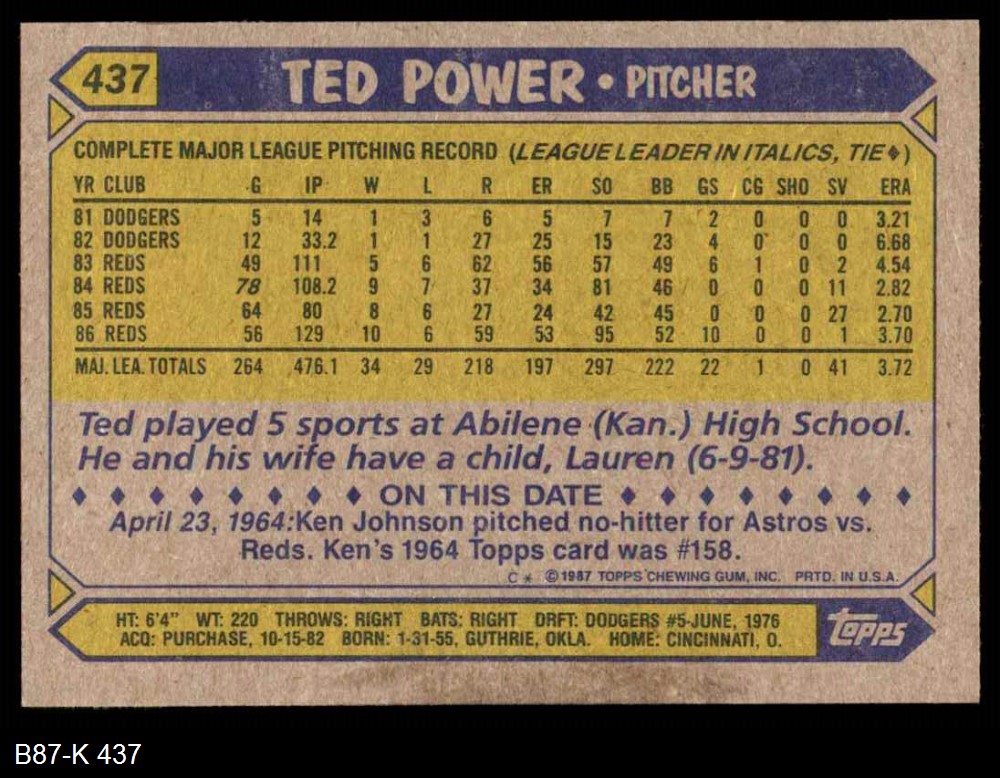 437 TED POWER • PITCHER
COMPLETE MAJOR LEAGUE PITCHING RECORD (LEAGUE LEADER IN ITALICS, TIE♦)
YR CLUB G IP W L R ER SO BB GS CG SHO SV ERA
81 DODGERS 5 14 1 3 6 5 7 7 2 0 0 0 3.21
82 DODGERS 12 33.2 1 1 27 25 15 23 4 0 0 0 6.68
83 REDS 49 111 5 6 62 56 57 49 6 1 0 2 4.54
84 REDS 78 108.2 9 7 37 34 81 46 0 0 0 11 2.82
85 REDS 64 80 8 6 27 24 42 45 0 0 0 27 2.70
86 REDS 56 129 10 6 59 53 95 52 10 0 0 1 3.70
MAJ. LEA. TOTALS 264 476.1 34 29 218 197 297 222 22 1 0 41 3.72
Ted played 5 sports at Abilene (Kan.) High School.
He and his wife have a child, Lauren (6-9-81).
♦ ♦ ♦ ♦ ♦ ♦ ♦ ♦ ON THIS DATE ♦ ♦ ♦ ♦ ♦ ♦ ♦ ♦
April 23, 1964:Ken Johnson pitched no-hitter for Astros vs.
Reds. Ken's 1964 Topps card was #158.
C* ©1987 TOPPS CHEWING GUM, INC. PRTD. IN U.S.A.
HT: 6'4" WT: 220 THROWS: RIGHT BATS: RIGHT DRFT: DODGERS #5-JUNE, 1976
ACQ: PURCHASE, 10-15-82 BORN: 1-31-55, GUTHRIE, OKLA. HOME: CINCINNATI, O.
Topps
B87-K 437